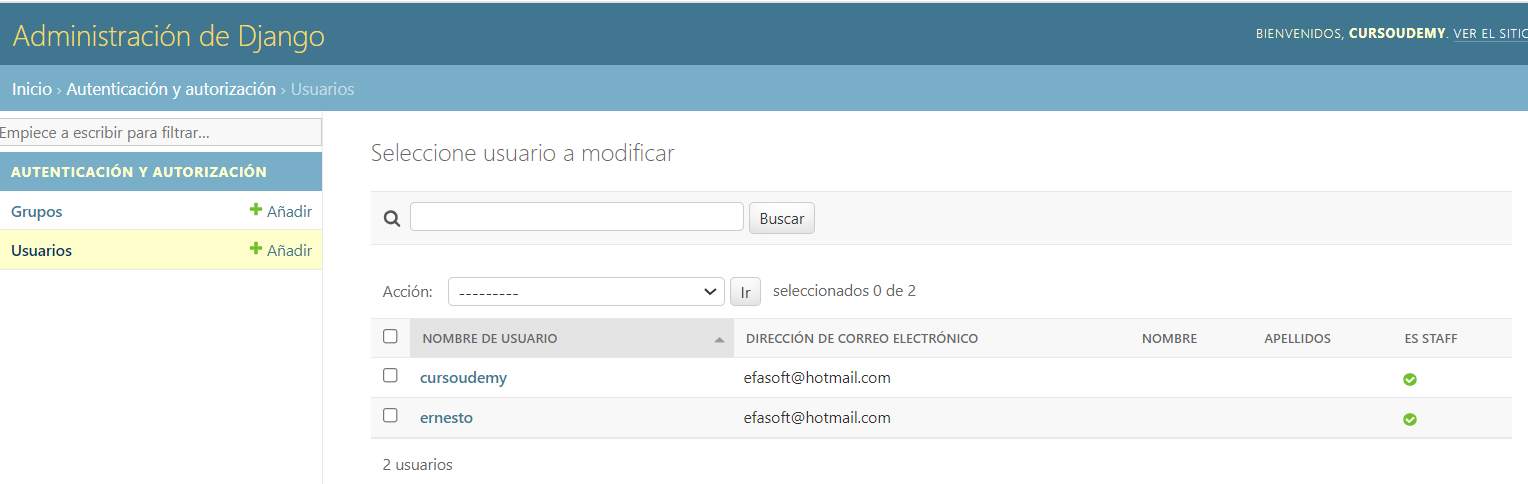 Administración de Django
BIENVENIDOS, CURSOUDEMY. VER EL SITIO
Inicio › Autenticación y autorización › Usuarios
Empiece a escribir para filtrar...
AUTENTICACIÓN Y AUTORIZACIÓN
Grupos + Añadir
Usuarios + Añadir
Seleccione usuario a modificar
Buscar
Acción: --------- Ir seleccionados 0 de 2
NOMBRE DE USUARIO DIRECCIÓN DE CORREO ELECTRÓNICO NOMBRE APELLIDOS ES STAFF
cursoudemy efasoft@hotmail.com
ernesto efasoft@hotmail.com
2 usuarios